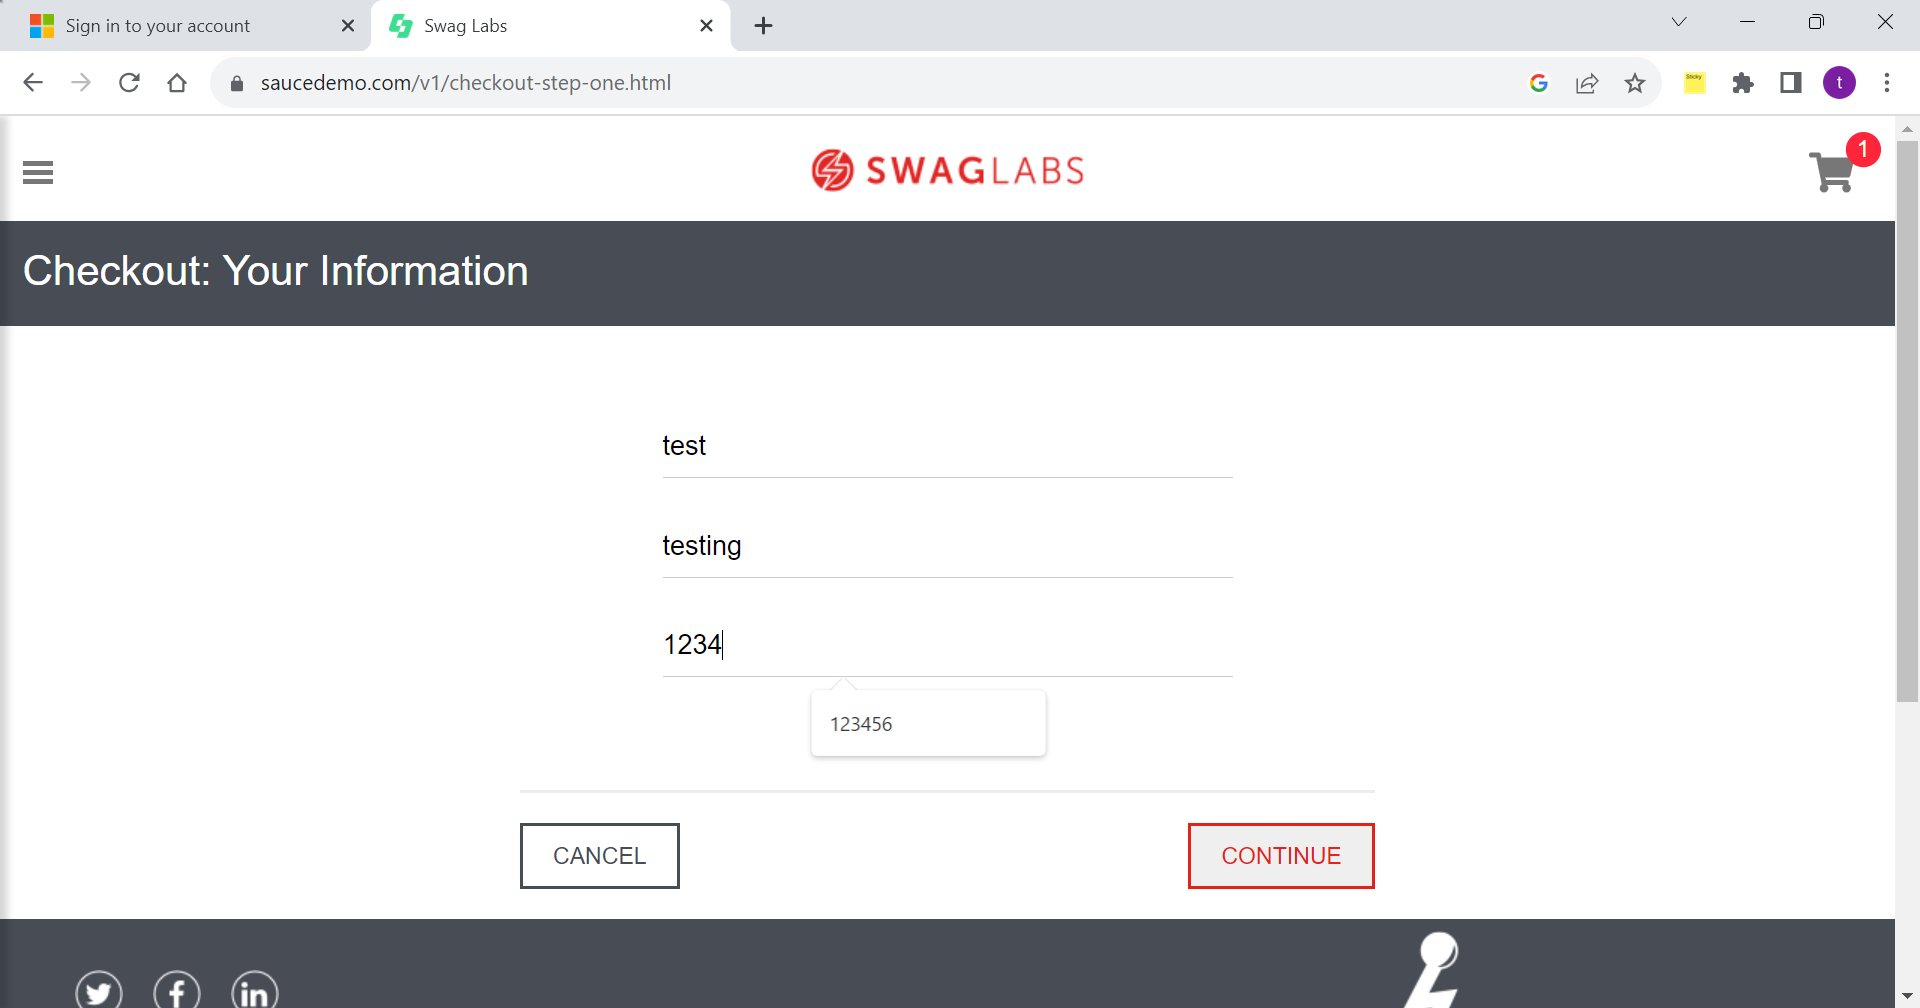 Sign in to your account
Swag Labs
saucedemo.com/v1/checkout-step-one.html
Sticky
t
SWAGLABS
1
Checkout: Your Information
test
testing
1234
123456
CANCEL
CONTINUE